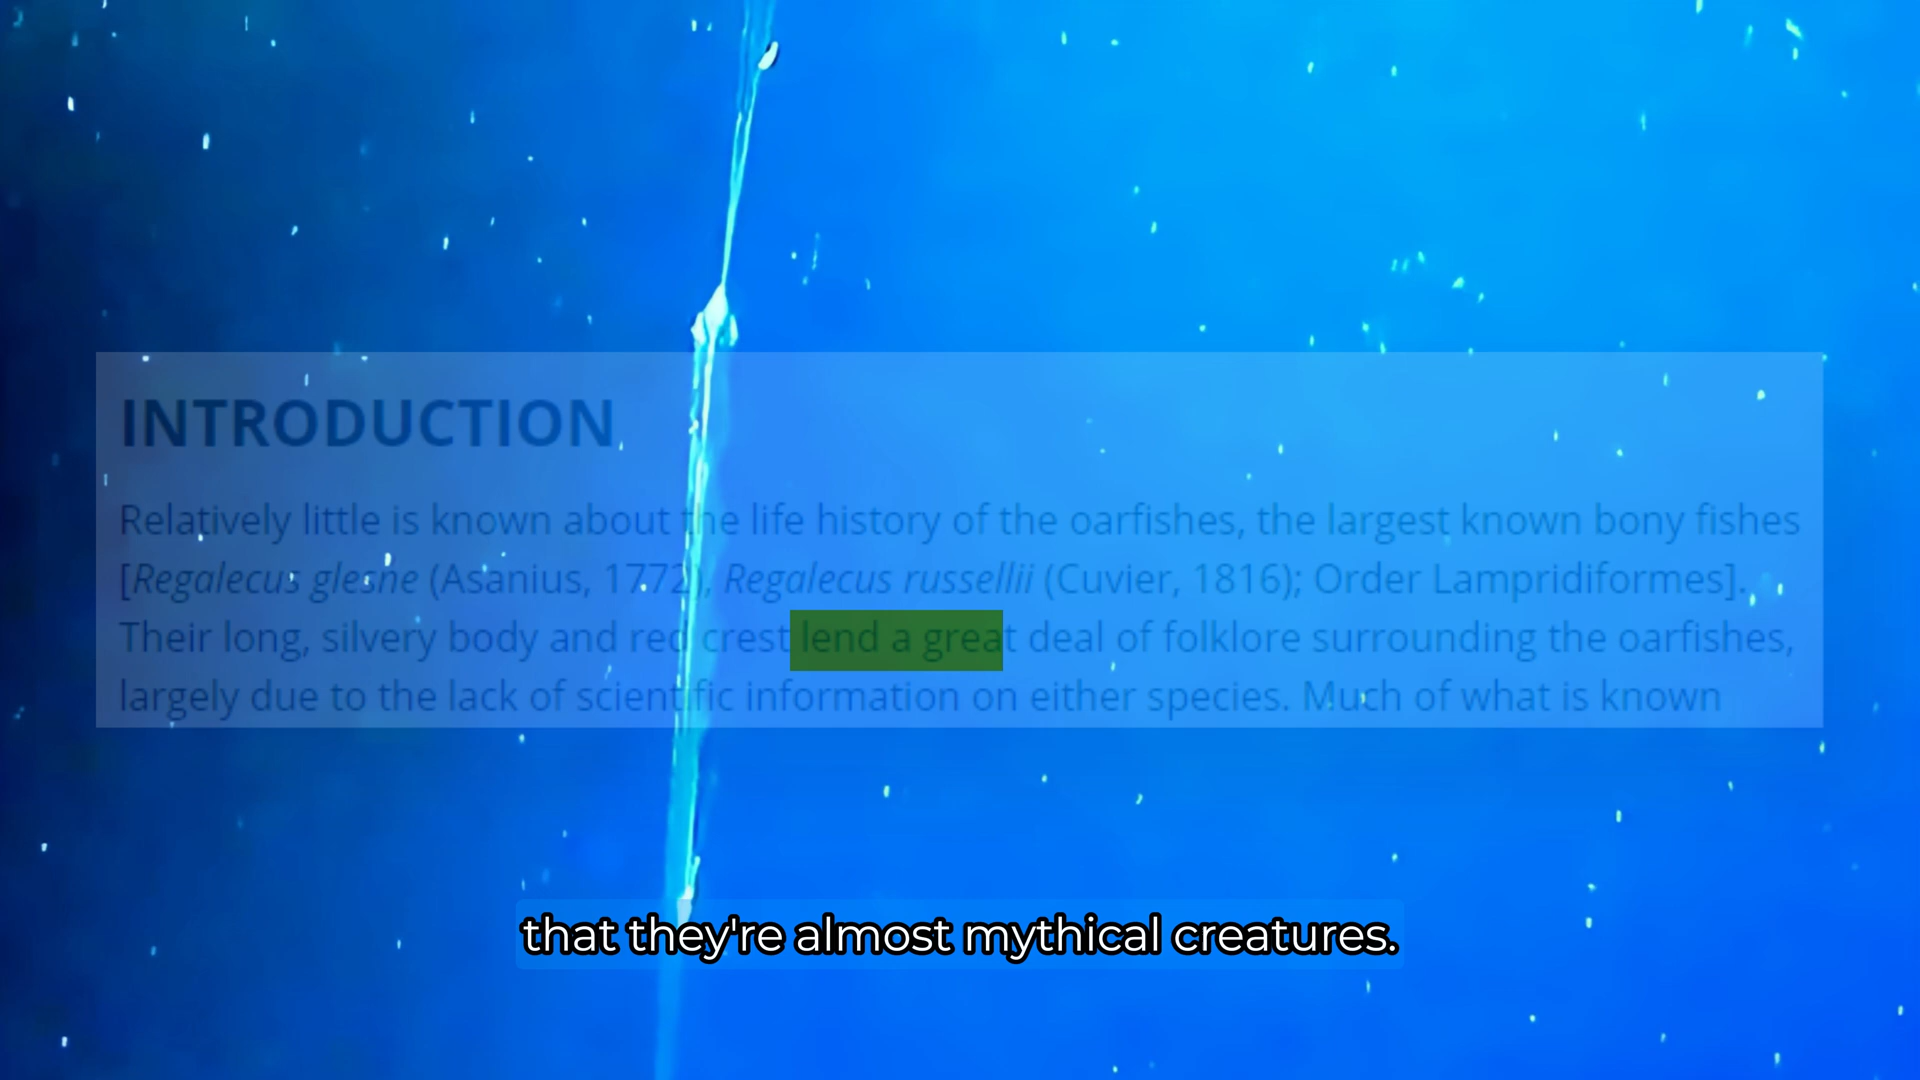 INTRODUCTION
Relatively little is known about the life history of the oarfishes, the largest known bony fishes
[Regalecus glesne (Asanius, 1772), Regalecus russellii (Cuvier, 1816); Order Lampridiformes].
Their long, silvery body and red crest lend a great deal of folklore surrounding the oarfishes,
largely due to the lack of scientific information on either species. Much of what is known
that they're almost mythical creatures.